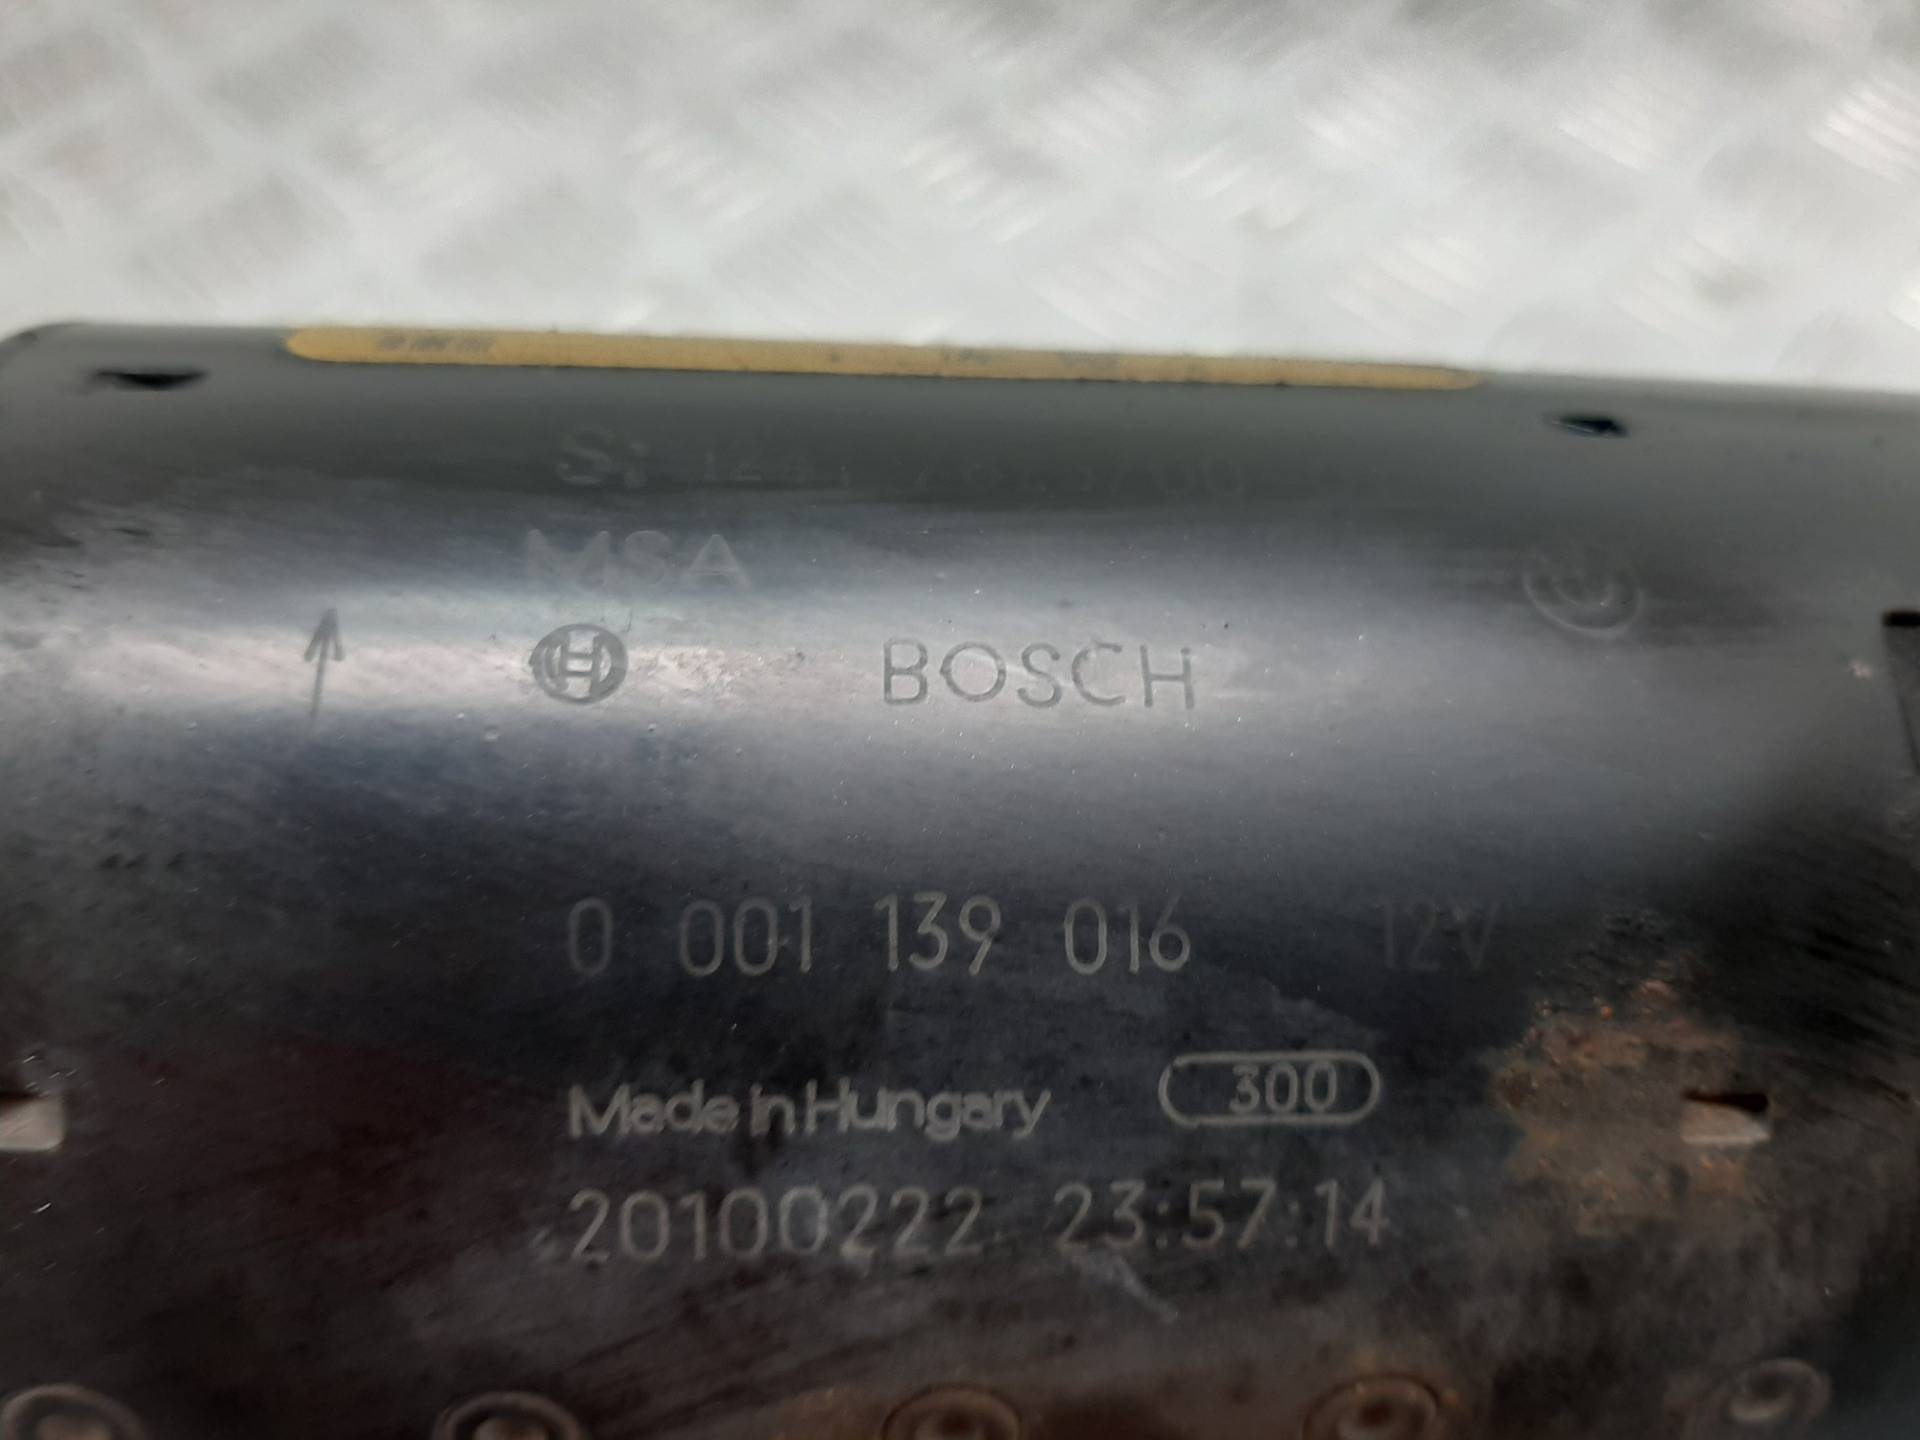 MSA
BOSCH
0 001 139 016 12V
Made in Hungary 300
20100222 23:57:14